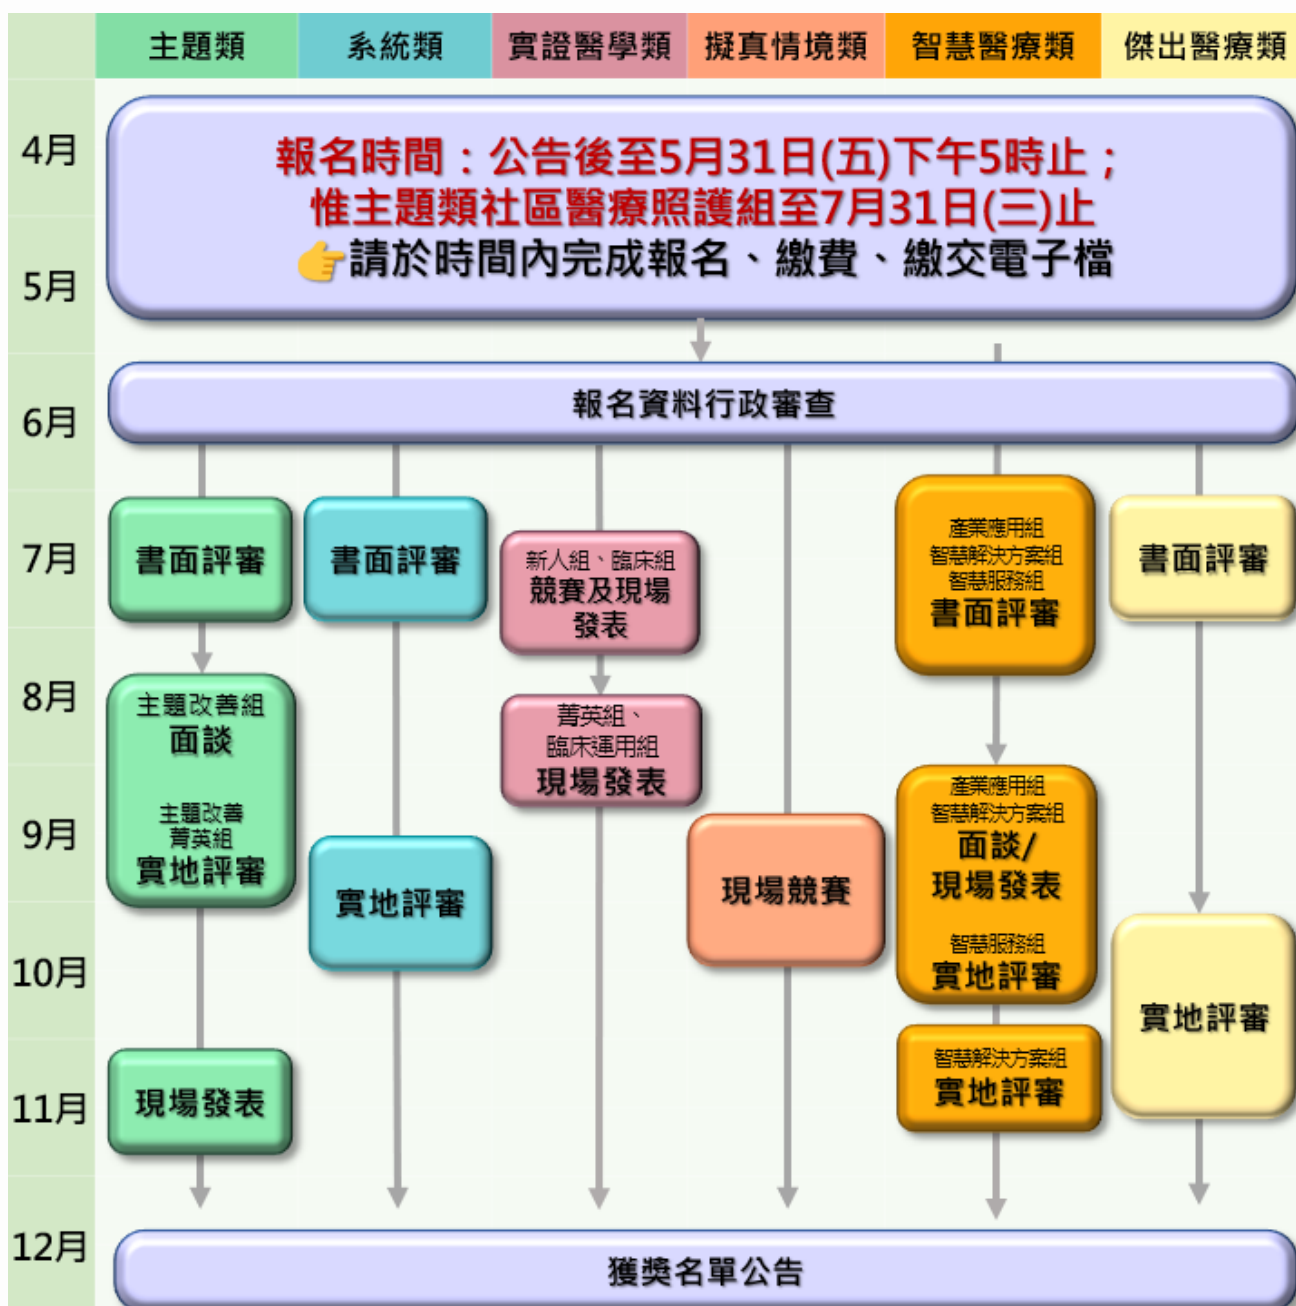 主題類
系統類
實證醫學類
擬真情境類
智慧醫療類
傑出醫療類
4月
報名時間：公告後至5月31日(五)下午5時止；
惟主題類社區醫療照護組至7月31日(三)止
👉請於時間內完成報名、繳費、繳交電子檔
5月
6月
報名資料行政審查
7月
書面評審
書面評審
新人組、臨床組
競賽及現場
發表
產業應用組
智慧解決方案組
智慧服務組
書面評審
書面評審
8月
主題改善組
面談
主題改善
菁英組
實地評審
菁英組、
臨床運用組
現場發表
9月
實地評審
現場競賽
產業應用組
智慧解決方案組
面談/
現場發表
智慧服務組
實地評審
10月
實地評審
11月
現場發表
智慧解決方案組
實地評審
12月
獲獎名單公告